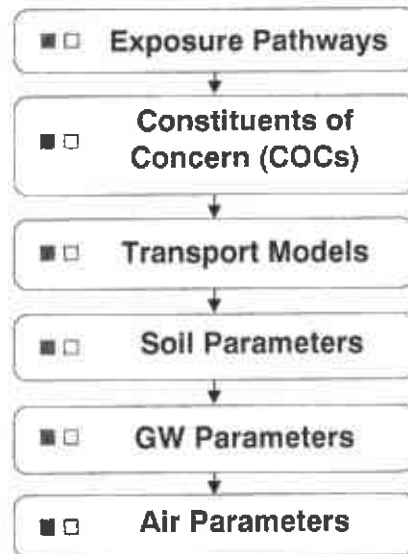 Exposure Pathways
Constituents of
Concern (COCs)
Transport Models
Soil Parameters
GW Parameters
Air Parameters